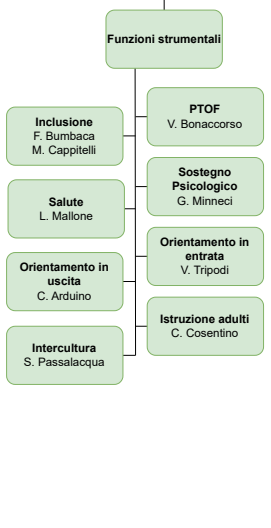 Funzioni strumentali
Inclusione
F. Bumbaca
M. Cappitelli
PTOF
V. Bonaccorso
Sostegno
Psicologico
G. Minneci
Salute
L. Mallone
Orientamento in
entrata
V. Tripodi
Orientamento in
uscita
C. Arduino
Istruzione adulti
C. Cosentino
Intercultura
S. Passalacqua